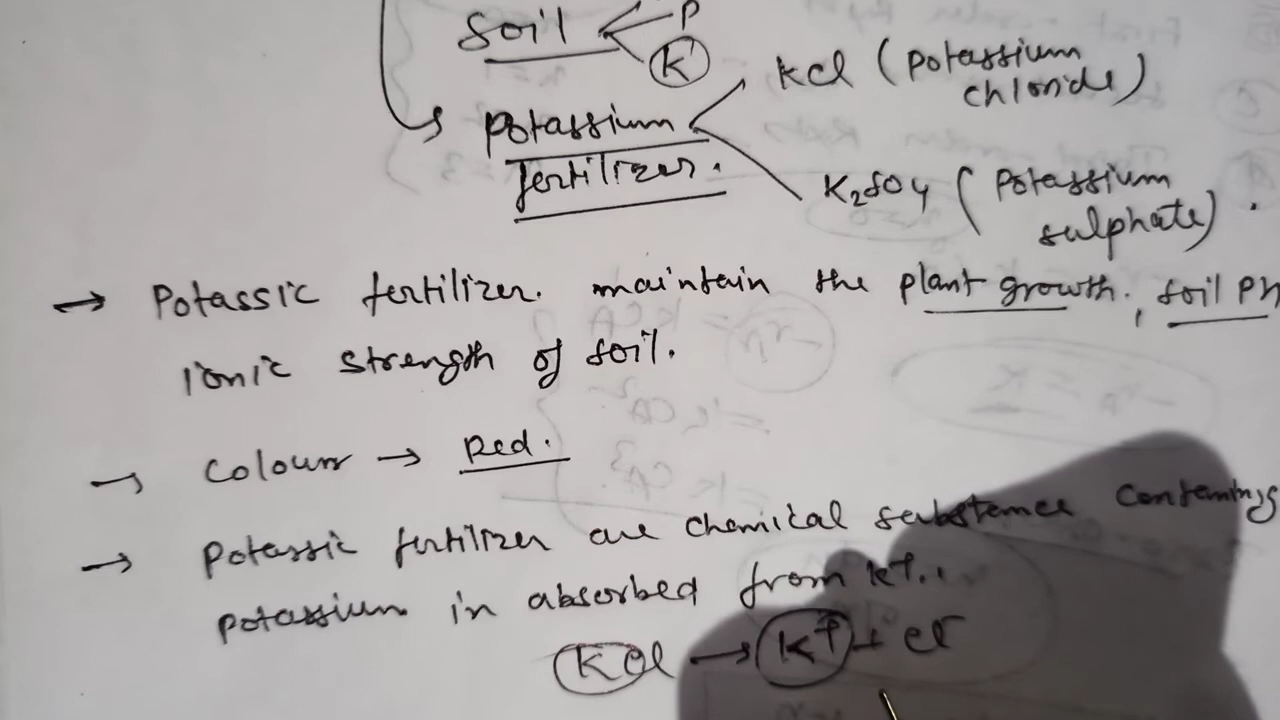 Soil P
K
KCl (Potassium
chloride)
Potassium
fertilizer.
K2SO4 (Potassium
sulphate).
→ Potassic fertilizer. maintain the plant growth, soil PH
ionic strength of soil.
→ Colour → Red.
→ Potassic fertilizer are chemical substance containing
potassium in absorbed from K+.
KCl → K+ + Cl-